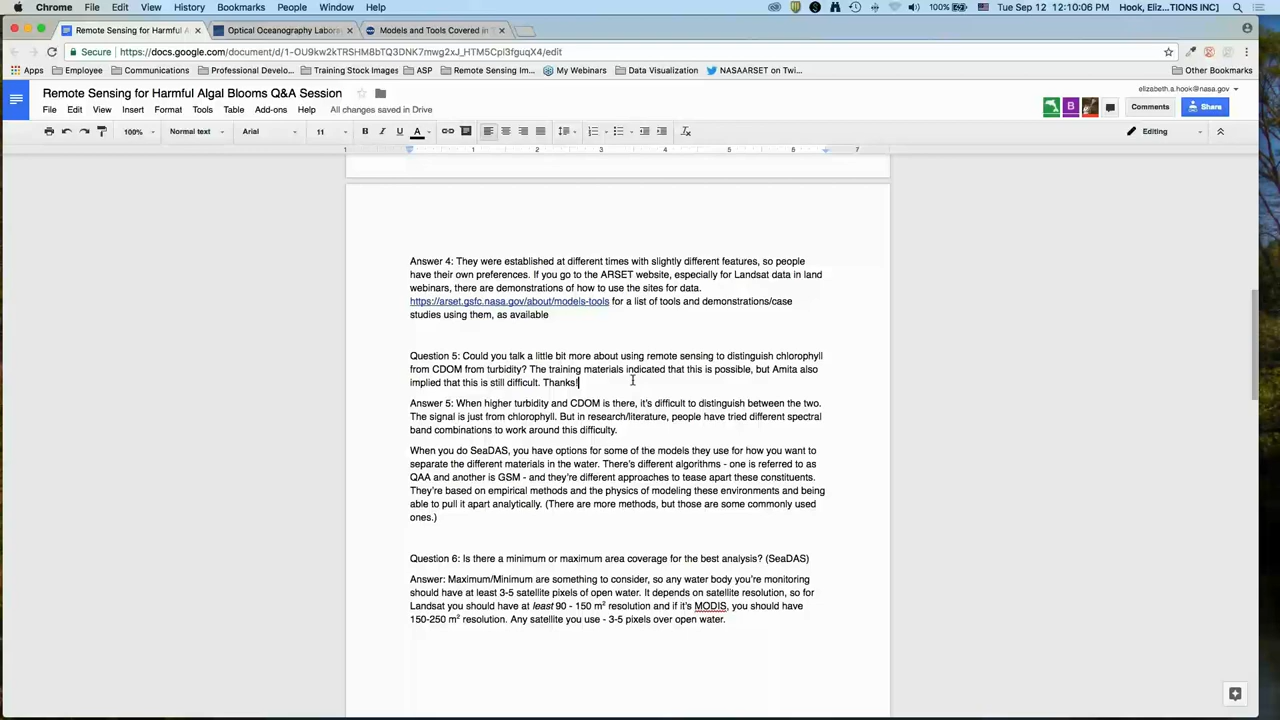 Chrome File Edit View History Bookmarks People Window Help 100% Tue Sep 12 12:10:06 PM Hook, Eliz...TIONS INC]
Remote Sensing for Harmful A Optical Oceanography Labora Models and Tools Covered in T
Secure https://docs.google.com/document/d/1-OU9kw2kTRSHM8bTQ3DNK7mwg2xJ_HTM5Cpl3fguqX4/edit
Apps Employee Communications Professional Develo... Training Stock Images ASP Remote Sensing Im... My Webinars Data Visualization NASAARSET on Twi... Other Bookmarks
Remote Sensing for Harmful Algal Blooms Q&A Session
elizabeth.a.hook@nasa.gov
File Edit View Insert Format Tools Table Add-ons Help All changes saved in Drive
B Comments Share
100% Normal text Arial 11 B I U A Editing
1 1 2 3 4 5 6 7
Answer 4: They were established at different times with slightly different features, so people
have their own preferences. If you go to the ARSET website, especially for Landsat data in land
webinars, there are demonstrations of how to use the sites for data.
https://arset.gsfc.nasa.gov/about/models-tools for a list of tools and demonstrations/case
studies using them, as available
Question 5: Could you talk a little bit more about using remote sensing to distinguish chlorophyll
from CDOM from turbidity? The training materials indicated that this is possible, but Amita also
implied that this is still difficult. Thanks!
Answer 5: When higher turbidity and CDOM is there, it's difficult to distinguish between the two.
The signal is just from chlorophyll. But in research/literature, people have tried different spectral
band combinations to work around this difficulty.
When you do SeaDAS, you have options for some of the models they use for how you want to
separate the different materials in the water. There's different algorithms - one is referred to as
QAA and another is GSM - and they're different approaches to tease apart these constituents.
They're based on empirical methods and the physics of modeling these environments and being
able to pull it apart analytically. (There are more methods, but those are some commonly used
ones.)
Question 6: Is there a minimum or maximum area coverage for the best analysis? (SeaDAS)
Answer: Maximum/Minimum are something to consider, so any water body you're monitoring
should have at least 3-5 satellite pixels of open water. It depends on satellite resolution, so for
Landsat you should have at least 90 - 150 m² resolution and if it's MODIS, you should have
150-250 m² resolution. Any satellite you use - 3-5 pixels over open water.